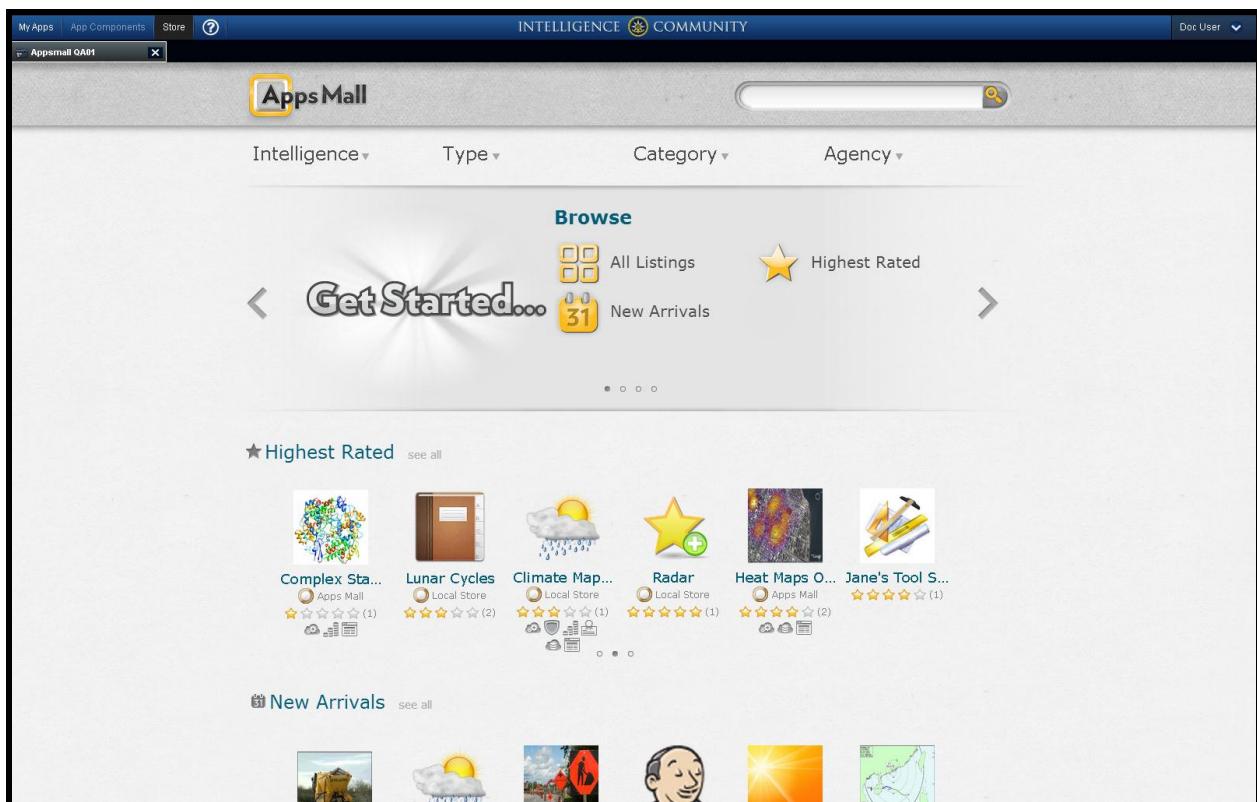 My Apps App Components Store ? INTELLIGENCE COMMUNITY Doc User
Appsmall QA01
Apps Mall
Intelligence Type Category Agency
Browse
All Listings Highest Rated
Get Started...
31 New Arrivals
Highest Rated see all
Complex Sta... Lunar Cycles Climate Map... Radar Heat Maps O... Jane's Tool S...
Apps Mall Local Store Local Store Local Store Apps Mall
(1) (2) (1) (1) (2) (1)
31 New Arrivals see all